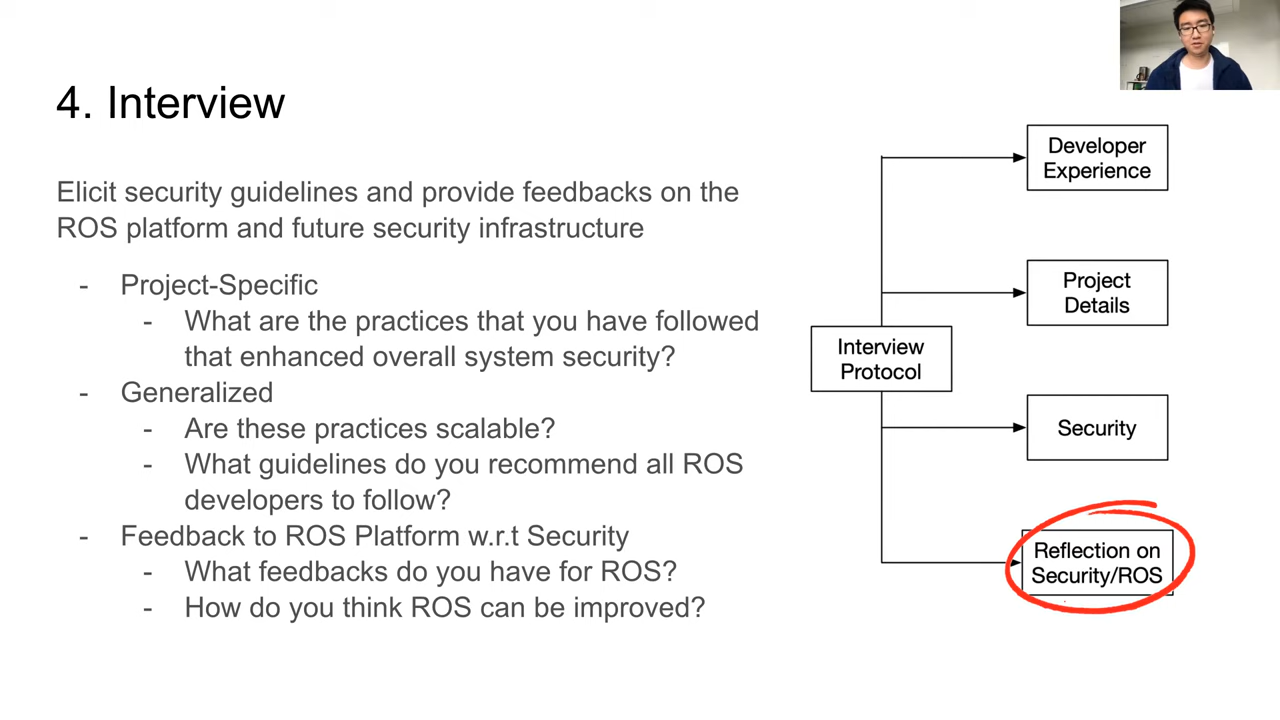 4. Interview
Elicit security guidelines and provide feedbacks on the
ROS platform and future security infrastructure
- Project-Specific
- What are the practices that you have followed
that enhanced overall system security?
- Generalized
- Are these practices scalable?
- What guidelines do you recommend all ROS
developers to follow?
- Feedback to ROS Platform w.r.t Security
- What feedbacks do you have for ROS?
- How do you think ROS can be improved?
Interview
Protocol
Developer
Experience
Project
Details
Security
Reflection on
Security/ROS